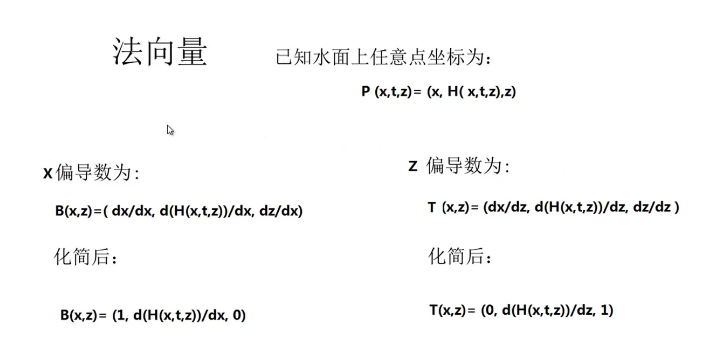 法向量
已知水面上任意点坐标为：
P (x,t,z)= (x, H( x,t,z),z)
X 偏导数为：
B(x,z)=( dx/dx, d(H(x,t,z))/dx, dz/dx)
化简后：
B(x,z)= (1, d(H(x,t,z))/dx, 0)
Z 偏导数为：
T (x,z)= (dx/dz, d(H(x,t,z))/dz, dz/dz )
化简后：
T(x,z)= (0, d(H(x,t,z))/dz, 1)